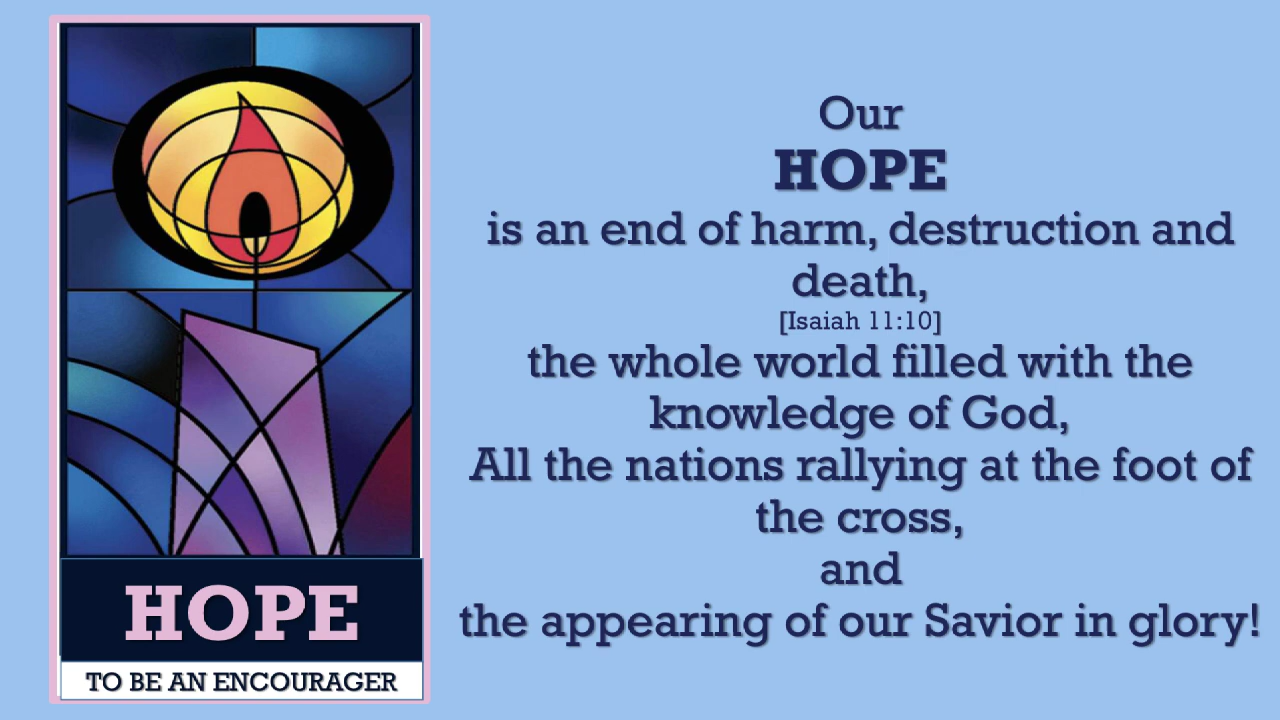 HOPE
TO BE AN ENCOURAGER
Our
HOPE
is an end of harm, destruction and
death,
[Isaiah 11:10]
the whole world filled with the
knowledge of God,
All the nations rallying at the foot of
the cross,
and
the appearing of our Savior in glory!